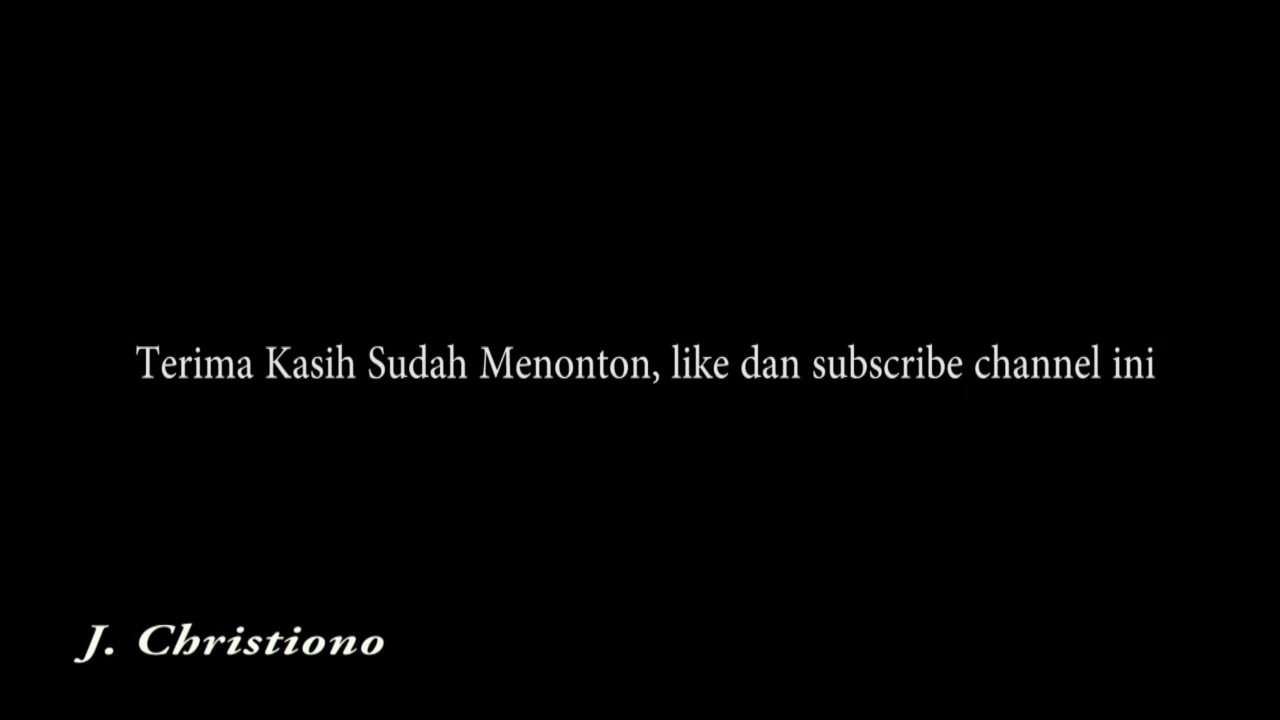 Terima Kasih Sudah Menonton, like dan subscribe channel ini
J. Christiono